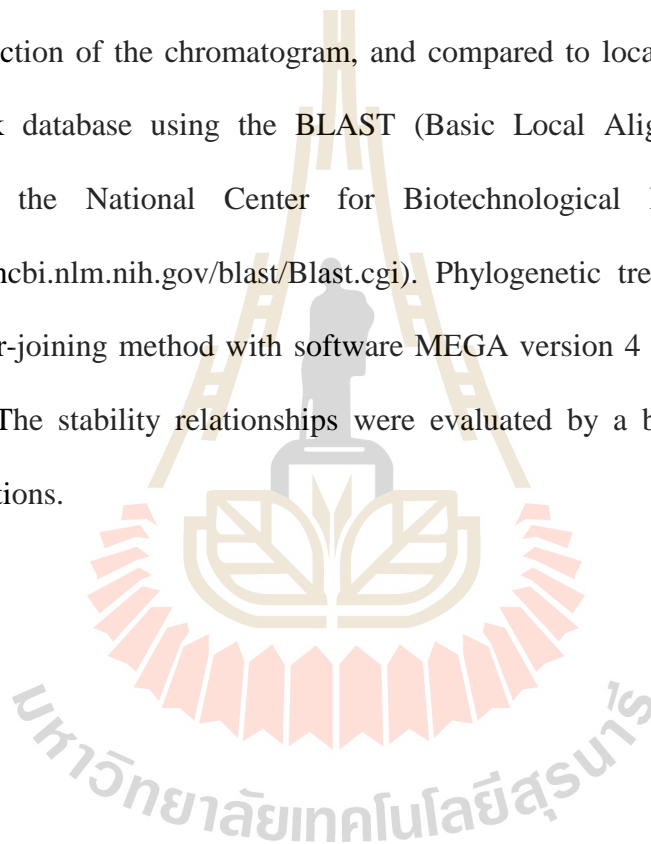 ction of the chromatogram, and compared to loca
k database using the BLAST (Basic Local Alig
the National Center for Biotechnological
ncbi.nlm.nih.gov/blast/Blast.cgi). Phylogenetic tre
r-joining method with software MEGA version 4
The stability relationships were evaluated by a b
tions.
มหาวิทยาลัยเทคโนโลยีสุรนารี